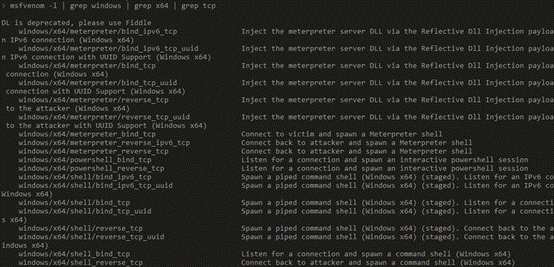 > msfvenom -l | grep windows | grep x64 | grep tcp
DL is deprecated, please use Fiddle
windows/x64/meterpreter/bind_ipv6_tcp Inject the meterpreter server DLL via the Reflective Dll Injection payloa
n IPv6 connection (Windows x64)
windows/x64/meterpreter/bind_ipv6_tcp_uuid Inject the meterpreter server DLL via the Reflective Dll Injection payloa
n IPv6 connection with UUID Support (Windows x64)
windows/x64/meterpreter/bind_tcp Inject the meterpreter server DLL via the Reflective Dll Injection payloa
connection (Windows x64)
windows/x64/meterpreter/bind_tcp_uuid Inject the meterpreter server DLL via the Reflective Dll Injection payloa
connection with UUID Support (Windows x64)
windows/x64/meterpreter/reverse_tcp Inject the meterpreter server DLL via the Reflective Dll Injection payloa
to the attacker (Windows x64)
windows/x64/meterpreter/reverse_tcp_uuid Inject the meterpreter server DLL via the Reflective Dll Injection payloa
to the attacker with UUID Support (Windows x64)
windows/x64/meterpreter_bind_tcp Connect to victim and spawn a Meterpreter shell
windows/x64/meterpreter_reverse_ipv6_tcp Connect back to attacker and spawn a Meterpreter shell
windows/x64/meterpreter_reverse_tcp Connect back to attacker and spawn a Meterpreter shell
windows/x64/powershell_bind_tcp Listen for a connection and spawn an interactive powershell session
windows/x64/powershell_reverse_tcp Listen for a connection and spawn an interactive powershell session
windows/x64/shell/bind_ipv6_tcp Spawn a piped command shell (Windows x64) (staged). Listen for an IPv6 co
windows/x64/shell/bind_ipv6_tcp_uuid Spawn a piped command shell (Windows x64) (staged). Listen for an IPv6 co
Windows x64)
windows/x64/shell/bind_tcp Spawn a piped command shell (Windows x64) (staged). Listen for a connecti
windows/x64/shell/bind_tcp_uuid Spawn a piped command shell (Windows x64) (staged). Listen for a connecti
s x64)
windows/x64/shell/reverse_tcp Spawn a piped command shell (Windows x64) (staged). Connect back to the a
windows/x64/shell/reverse_tcp_uuid Spawn a piped command shell (Windows x64) (staged). Connect back to the a
indows x64)
windows/x64/shell_bind_tcp Listen for a connection and spawn a command shell (Windows x64)
windows/x64/shell_reverse_tcp Connect back to attacker and spawn a command shell (Windows x64)